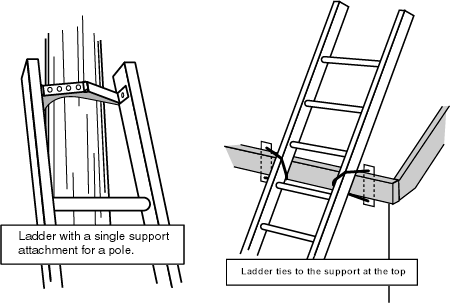 Ladder with a single support
attachment for a pole.
Ladder ties to the support at the top